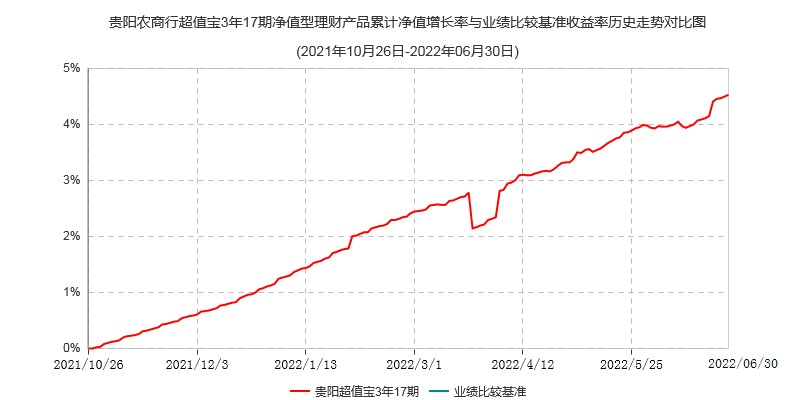 贵阳农商行超值宝3年17期净值型理财产品累计净值增长率与业绩比较基准收益率历史走势对比图
(2021年10月26日-2022年06月30日)
5%
4%
3%
2%
1%
0%
2021/10/26 2021/12/3 2022/1/13 2022/3/1 2022/4/12 2022/5/25 2022/06/30
贵阳超值宝3年17期 业绩比较基准